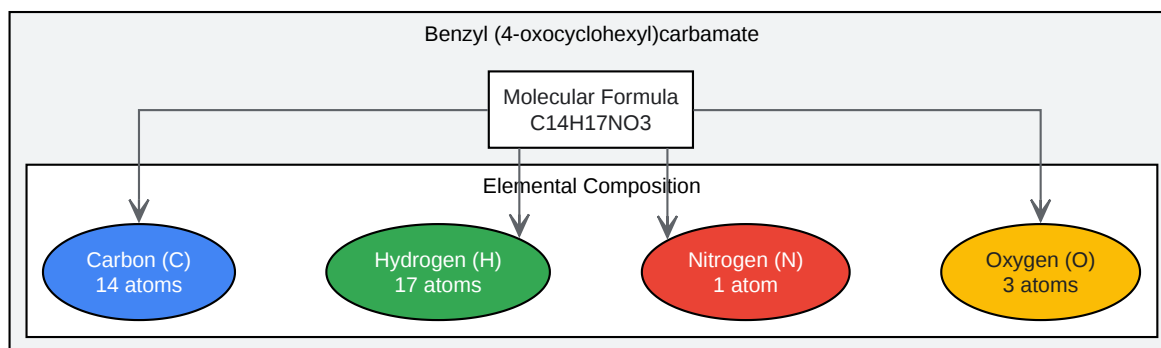 Benzyl (4-oxocyclohexyl)carbamate
Molecular Formula
C14H17NO3
Elemental Composition
Carbon (C)
14 atoms
Hydrogen (H)
17 atoms
Nitrogen (N)
1 atom
Oxygen (O)
3 atoms